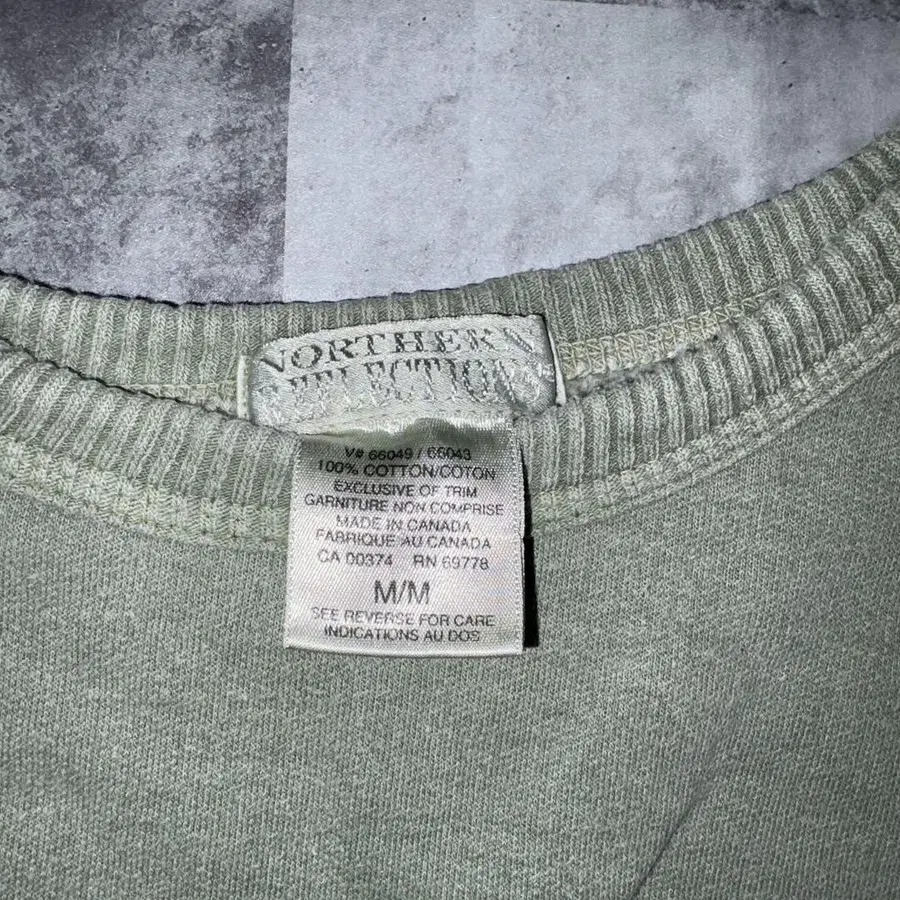 NORTHERN
REFLECTIONS
V# 66049 / 65043
100% COTTON/COTON
EXCLUSIVE OF TRIM
GARNITURE NON COMPRISE
MADE IN CANADA
FABRIQUE AU CANADA
CA 00374 RN 69778
M/M
SEE REVERSE FOR CARE
INDICATIONS AU DOS